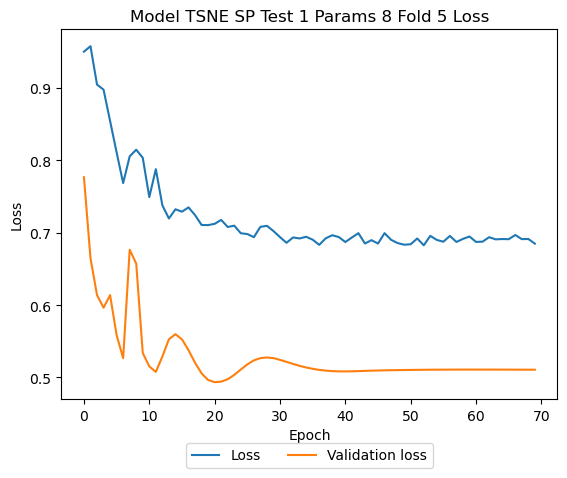 Model TSNE SP Test 1 Params 8 Fold 5 Loss
Loss
0.9
0.8
0.7
0.6
0.5
0 10 20 30 40 50 60 70
Epoch
Loss Validation loss